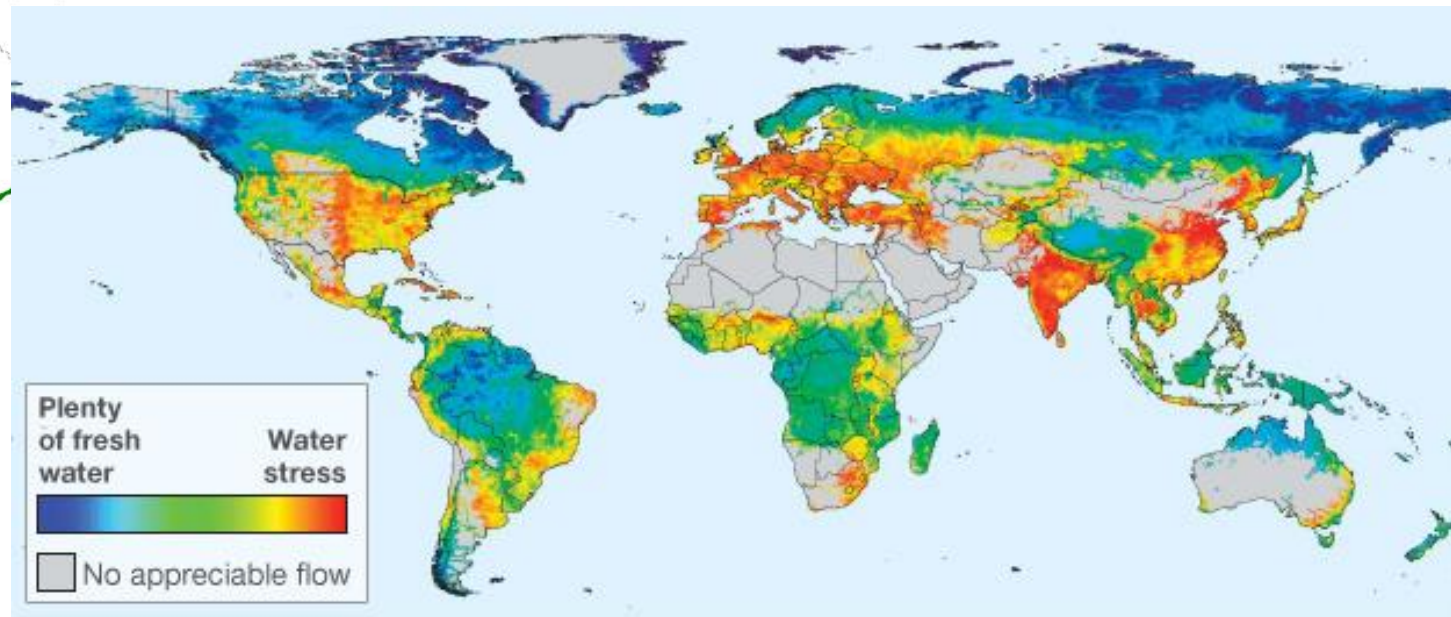 Plenty
of fresh
water
Water
stress
No appreciable flow